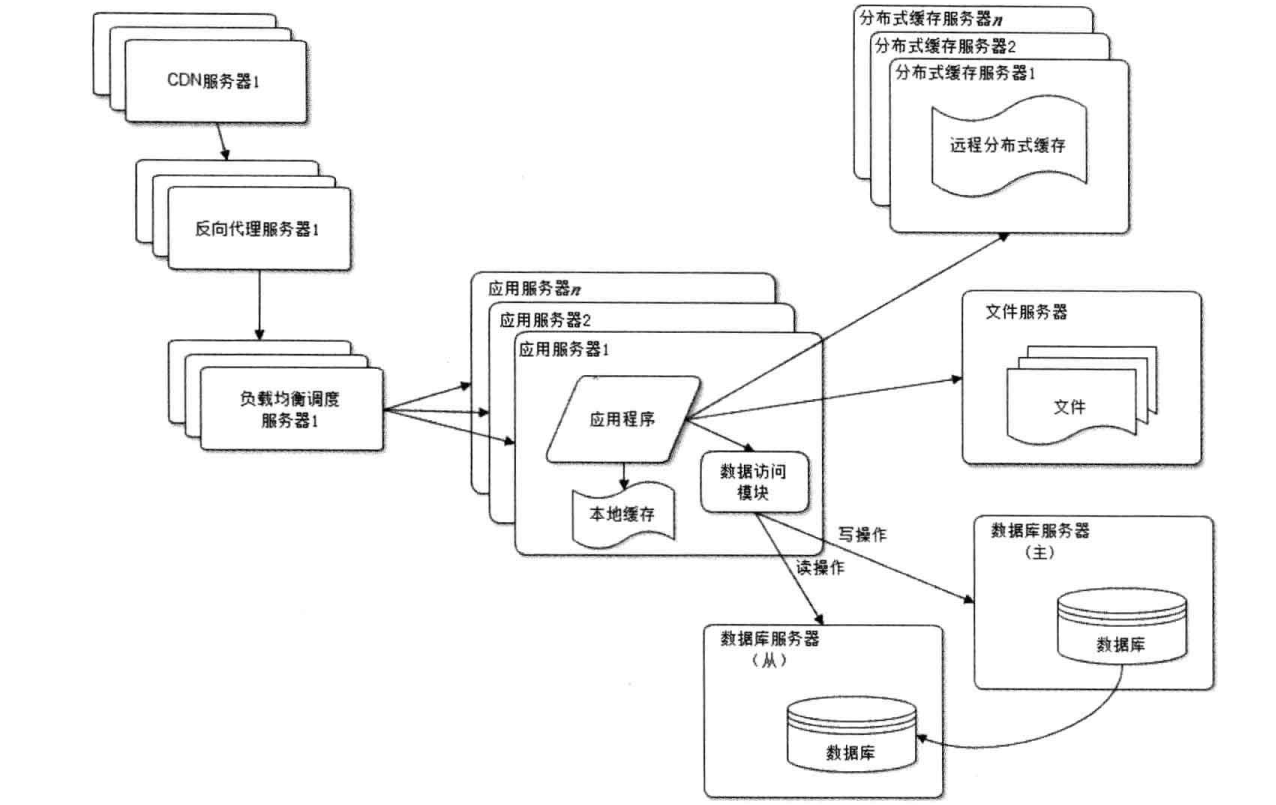 CDN服务器1
反向代理服务器1
负载均衡调度
服务器1
应用服务器n
应用服务器2
应用服务器1
应用程序
本地缓存
数据访问
模块
分布式缓存服务器n
分布式缓存服务器2
分布式缓存服务器1
远程分布式缓存
文件服务器
文件
写操作
读操作
数据库服务器
（主）
数据库
数据库服务器
（从）
数据库